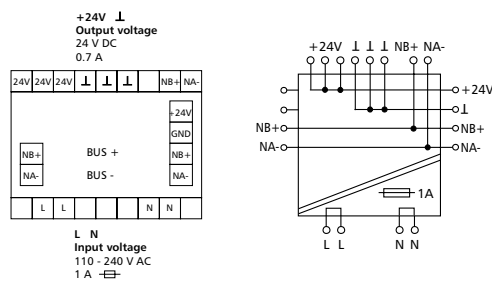 +24V ⊥
Output voltage
24 V DC
0.7 A
24V 24V 24V ⊥ ⊥ ⊥ NB+ NA-
+24V
GND
NB+ BUS + NB+
NA- BUS - NA-
L L N N
L N
Input voltage
110 - 240 V AC
1 A
+24V ⊥ ⊥ NB+ NA-
+24V
⊥
NB+ NB+
NA- NA-
1A
L L N N